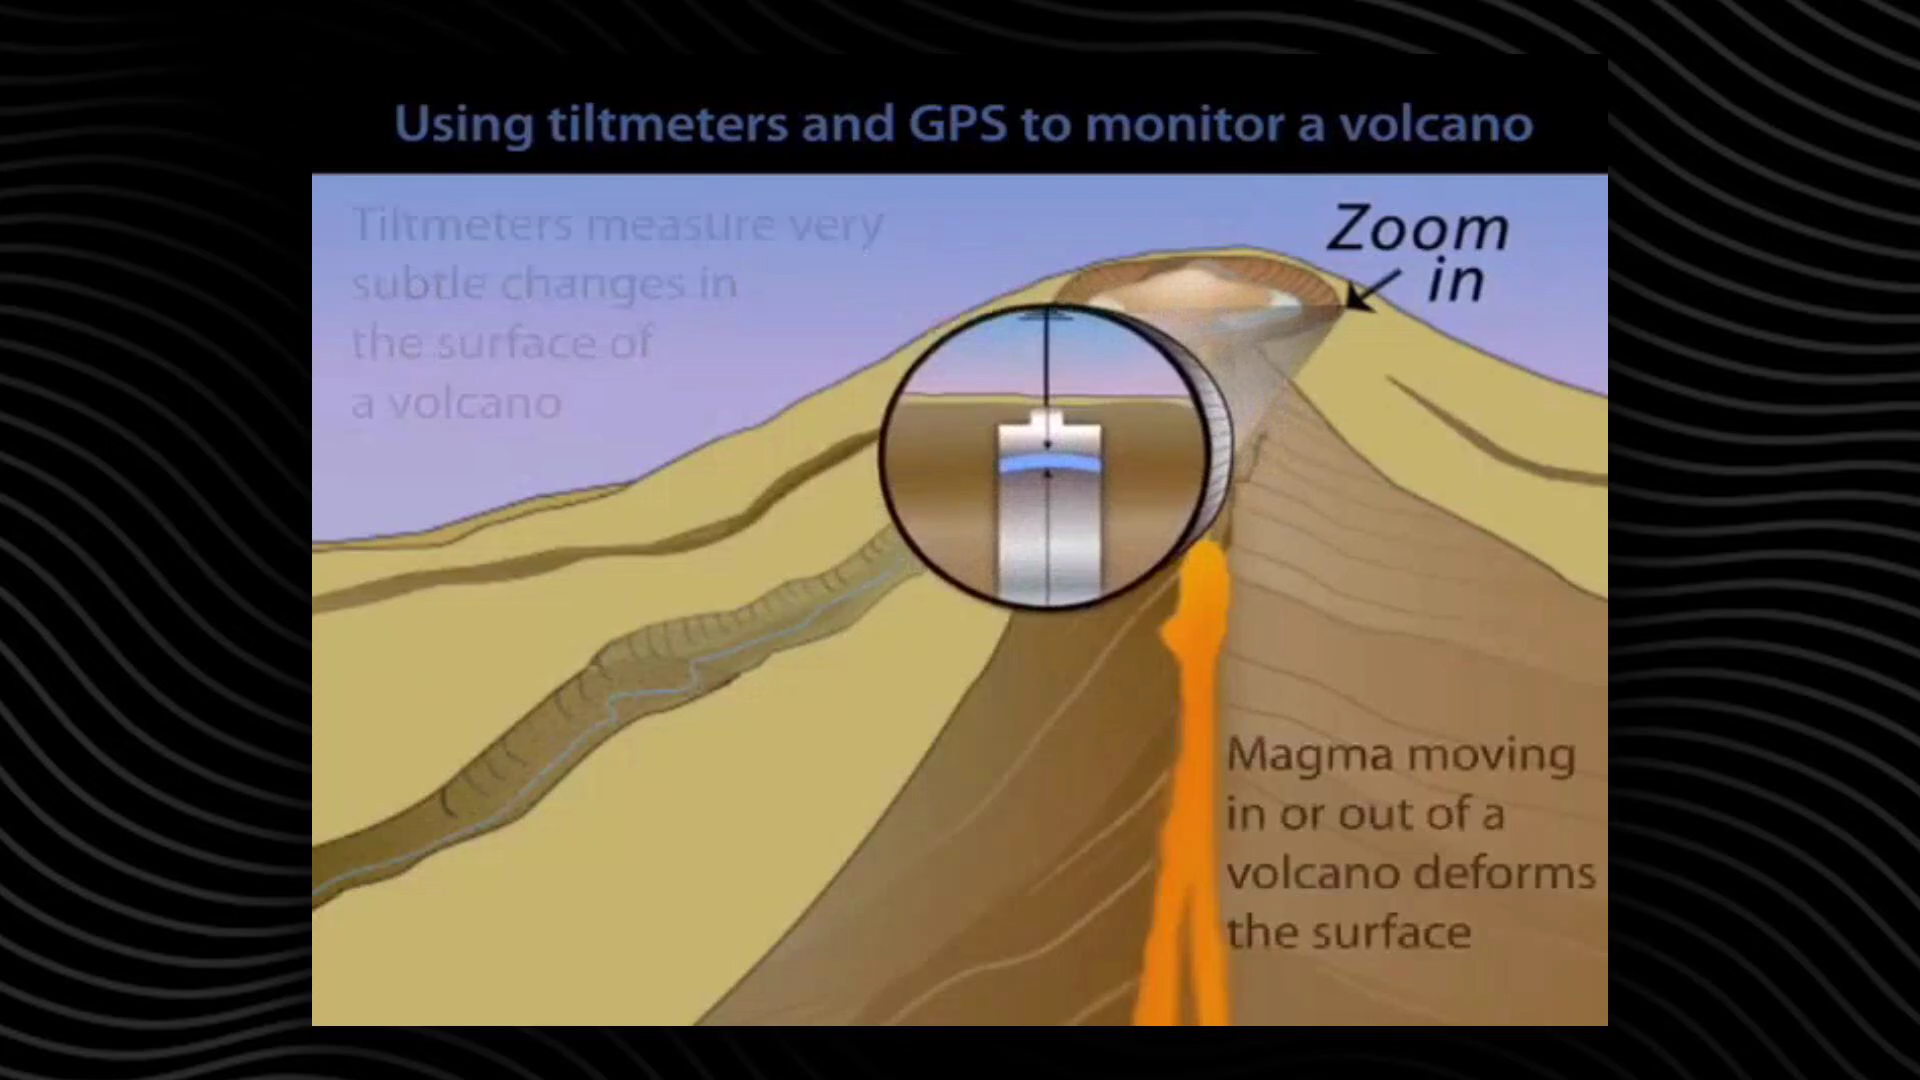 Using tiltmeters and GPS to monitor a volcano
Tiltmeters measure very
subtle changes in
the surface of
a volcano
Zoom
in
Magma moving
in or out of a
volcano deforms
the surface